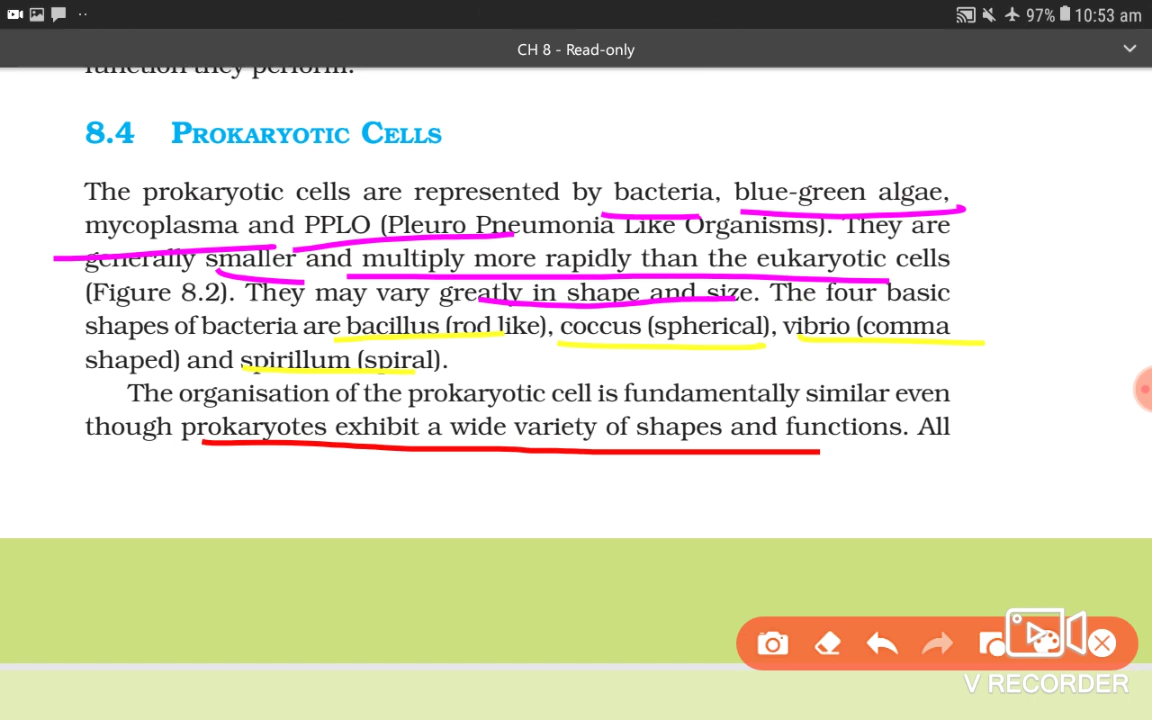 97% 10:53 am
CH 8 - Read-only
function they perform.
8.4 PROKARYOTIC CELLS
The prokaryotic cells are represented by bacteria, blue-green algae,
mycoplasma and PPLO (Pleuro Pneumonia Like Organisms). They are
generally smaller and multiply more rapidly than the eukaryotic cells
(Figure 8.2). They may vary greatly in shape and size. The four basic
shapes of bacteria are bacillus (rod like), coccus (spherical), vibrio (comma
shaped) and spirillum (spiral).
The organisation of the prokaryotic cell is fundamentally similar even
though prokaryotes exhibit a wide variety of shapes and functions. All
V RECORDER